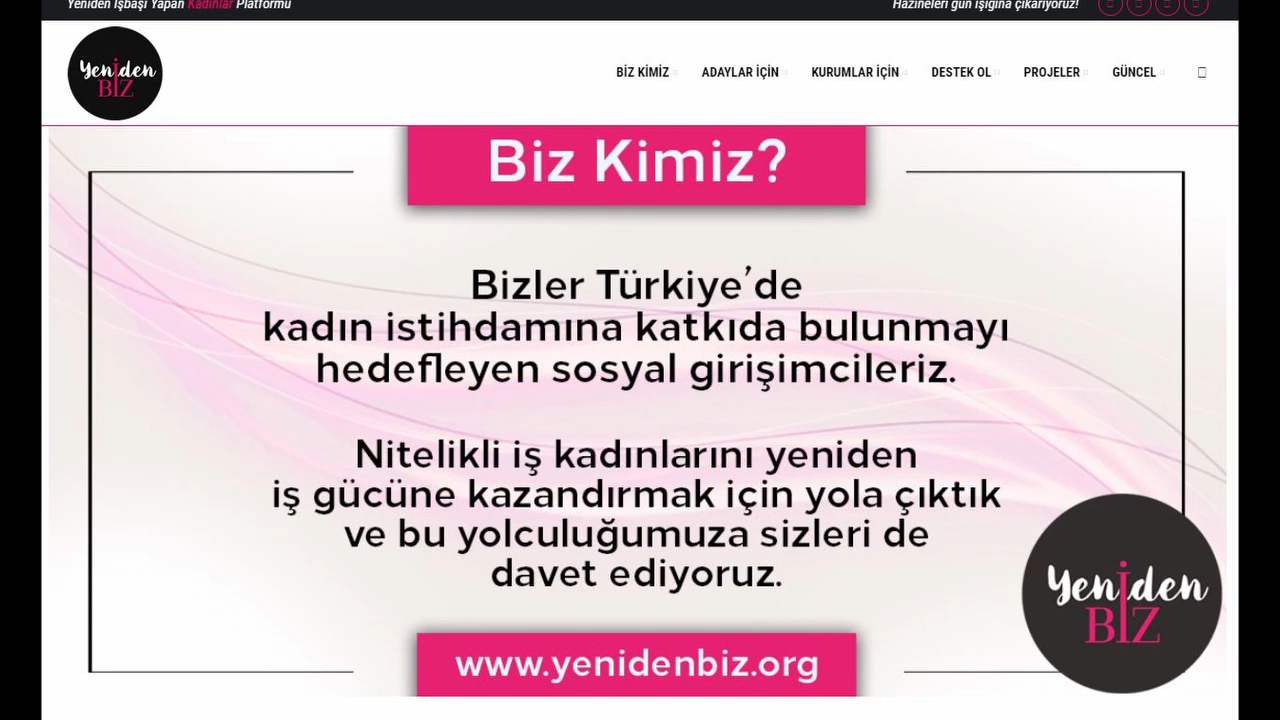 Yeniden İşbaşı Yapan Kadınlar Platformu
Hazineleri gün ışığına çıkarıyoruz!
Yeniden
BİZ
BİZ KİMİZ
ADAYLAR İÇİN
KURUMLAR İÇİN
DESTEK OL
PROJELER
GÜNCEL
Biz Kimiz?
Bizler Türkiye'de
kadın istihdamına katkıda bulunmayı
hedefleyen sosyal girişimcileriz.
Nitelikli iş kadınlarını yeniden
iş gücüne kazandırmak için yola çıktık
ve bu yolculuğumuza sizleri de
davet ediyoruz.
Yeniden
BİZ
www.yenidenbiz.org